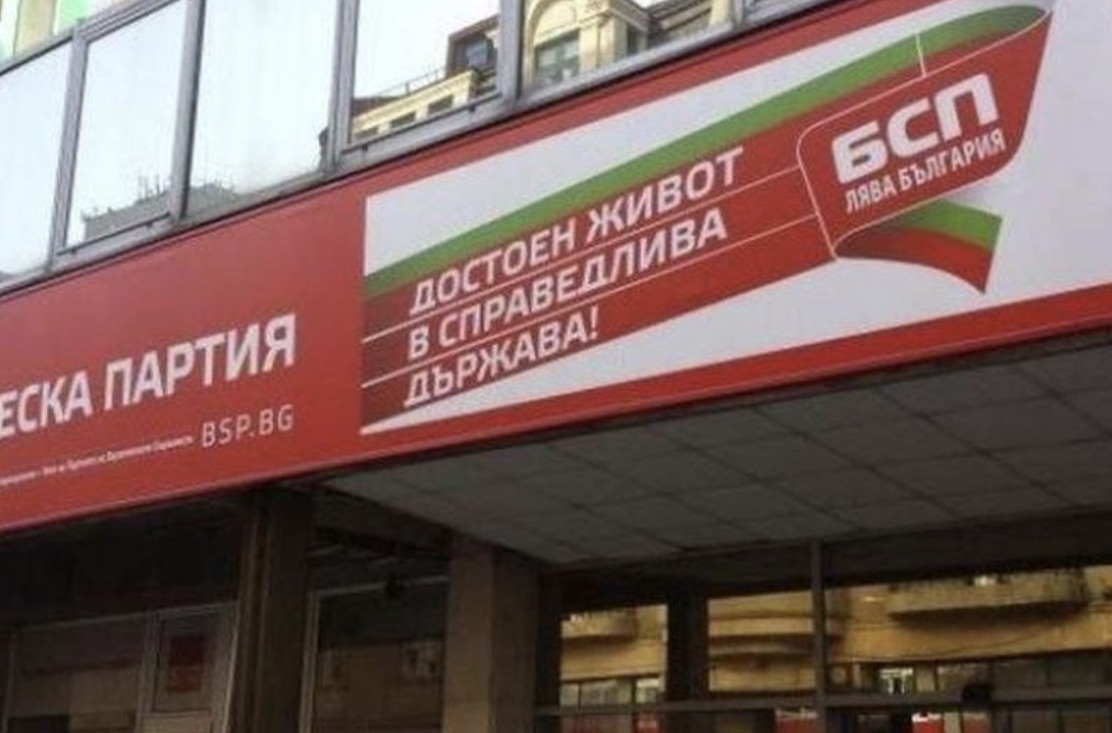 ЕСКА ПАРТИЯ
BSP.BG
ДОСТОЕН ЖИВОТ
В СПРАВЕДЛИВА
ДЪРЖАВА!
БСП
ЛЯВА БЪЛГАРИЯ